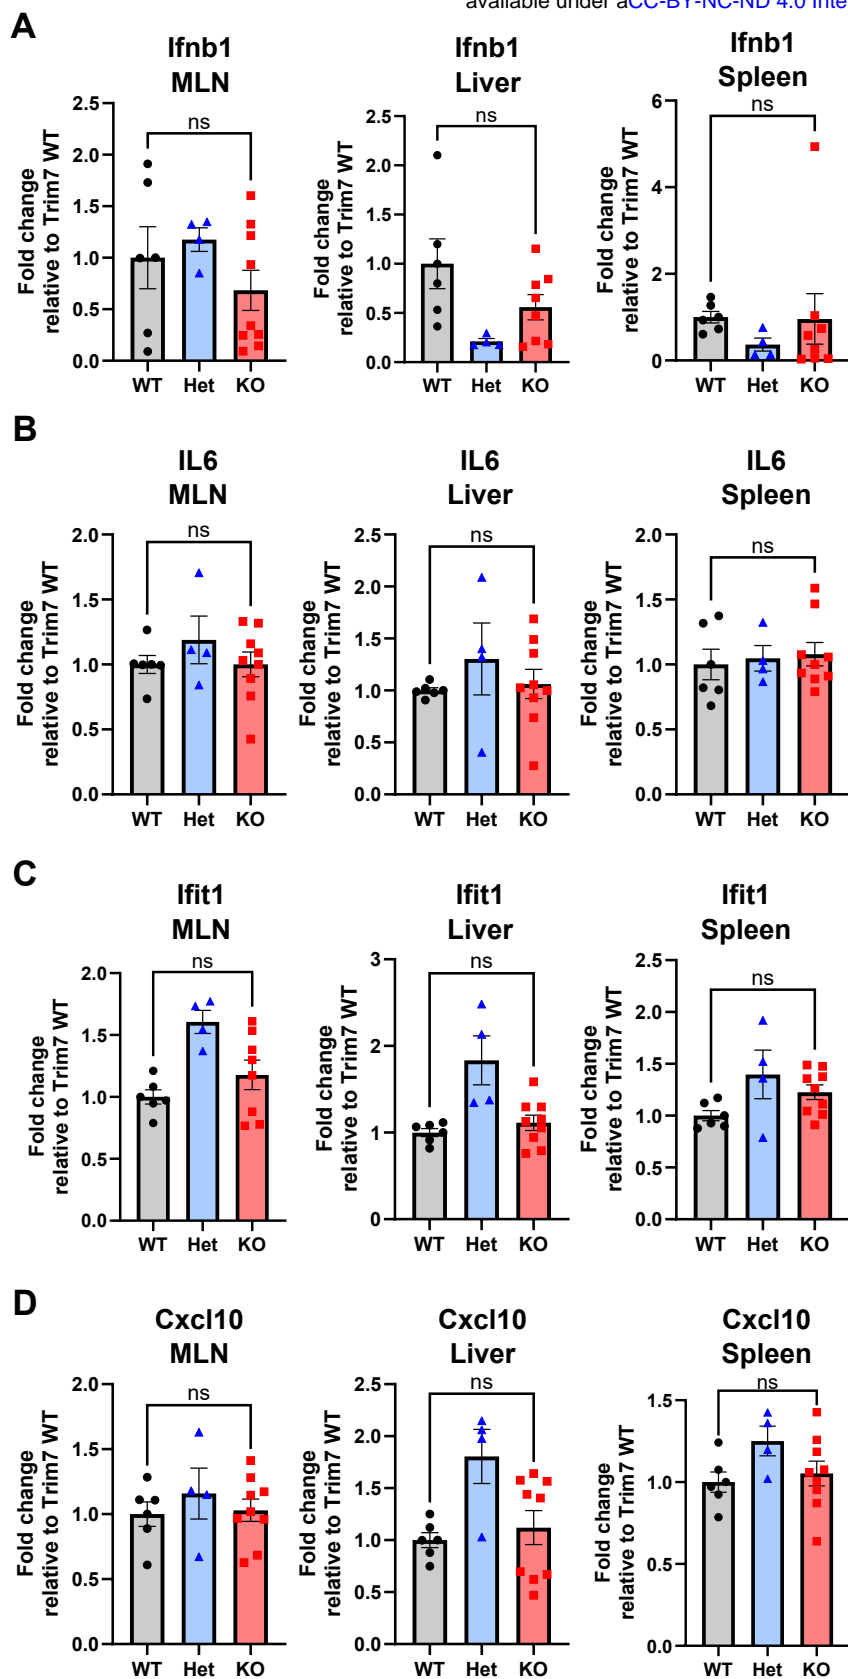 available under aCC-BY-NC-ND 4.0 Inte
A
Ifnb1
MLN
Fold change
relative to Trim7 WT
2.5
2.0
1.5
1.0
0.5
0.0
ns
WT Het KO
Ifnb1
Liver
Fold change
relative to Trim7 WT
2.5
2.0
1.5
1.0
0.5
0.0
ns
WT Het KO
Ifnb1
Spleen
Fold change
relative to Trim7 WT
6
4
2
0
ns
WT Het KO
B
IL6
MLN
Fold change
relative to Trim7 WT
2.0
1.5
1.0
0.5
0.0
ns
WT Het KO
IL6
Liver
Fold change
relative to Trim7 WT
2.5
2.0
1.5
1.0
0.5
0.0
ns
WT Het KO
IL6
Spleen
Fold change
relative to Trim7 WT
2.0
1.5
1.0
0.5
0.0
ns
WT Het KO
C
Ifit1
MLN
Fold change
relative to Trim7 WT
2.0
1.5
1.0
0.5
0.0
ns
WT Het KO
Ifit1
Liver
Fold change
relative to Trim7 WT
3
2
1
0
ns
WT Het KO
Ifit1
Spleen
Fold change
relative to Trim7 WT
2.5
2.0
1.5
1.0
0.5
0.0
ns
WT Het KO
D
Cxcl10
MLN
Fold change
relative to Trim7 WT
2.0
1.5
1.0
0.5
0.0
ns
WT Het KO
Cxcl10
Liver
Fold change
relative to Trim7 WT
2.5
2.0
1.5
1.0
0.5
0.0
ns
WT Het KO
Cxcl10
Spleen
Fold change
relative to Trim7 WT
1.5
1.0
0.5
0.0
ns
WT Het KO